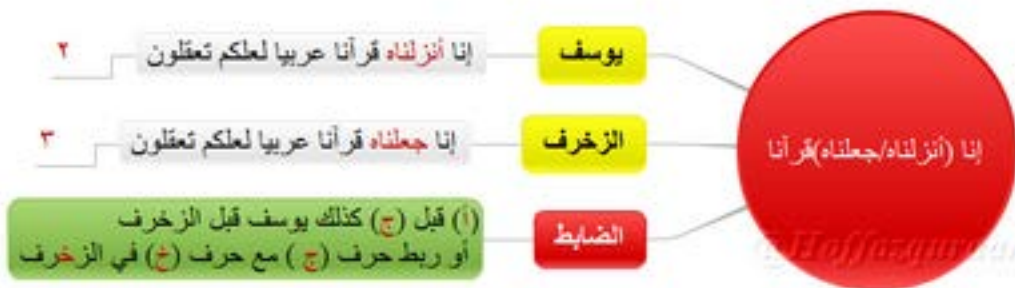 إنا (أنزلناه/جعلناه)قرآنا
يوسف
إنا أنزلناه قرآنا عربيا لعلكم تعقلون
٢
الزخرف
إنا جعلناه قرآنا عربيا لعلكم تعقلون
٣
الضابط
(أ) قبل (ج) كذلك يوسف قبل الزخرف
أو ربط حرف (ج ) مع حرف (خ) في الزخرف